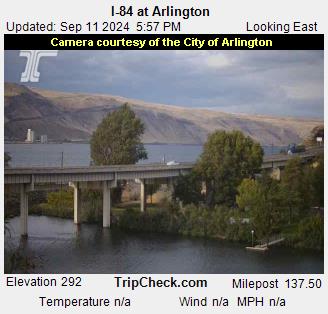 I-84 at Arlington
Updated: Sep 11 2024 5:57 PM Looking East
Camera courtesy of the City of Arlington
Elevation 292 TripCheck.com Milepost 137.50
Temperature n/a Wind n/a MPH n/a